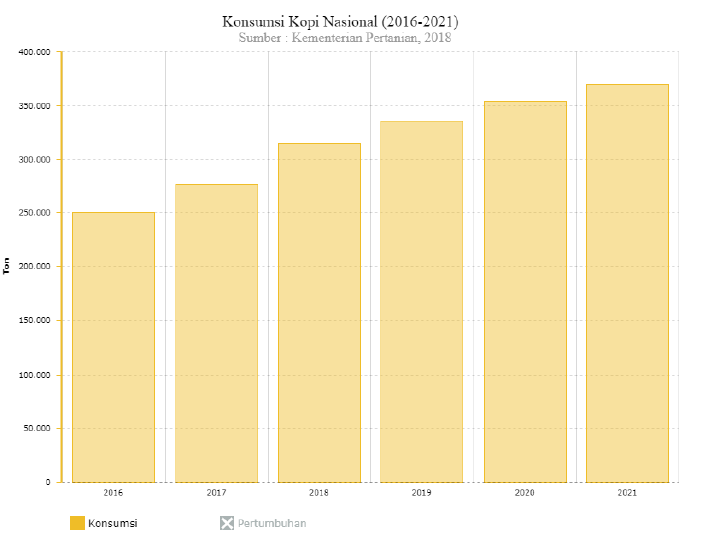 Konsumsi Kopi Nasional (2016-2021)
Sumber : Kementerian Pertanian, 2018
400.000
350.000
300.000
250.000
200.000
150.000
100.000
50.000
0
Ton
2016 2017 2018 2019 2020 2021
Konsumsi Pertumbuhan